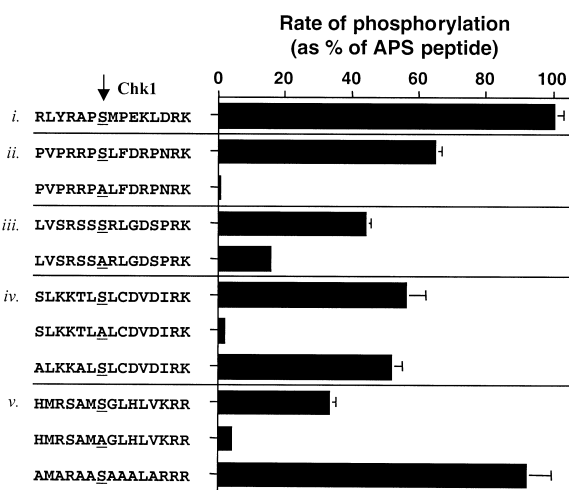 Rate of phosphorylation
(as % of APS peptide)
Chk1
0 20 40 60 80 100
i. RLYRAPSMPEKLDRK
ii. PVPRRPSLFDRPNRK
PVPRRPALFDRPNRK
iii. LVSRSSSRLGDSPRK
LVSRSSARLGDSPRK
iv. SLKKTLSLCDVDIRK
SLKKTLALCDVDIRK
ALKKALSLCDVDIRK
v. HMRSAMSGLHLVKRR
HMRSAMAGLHLVKRR
AMARAASAAALARRR